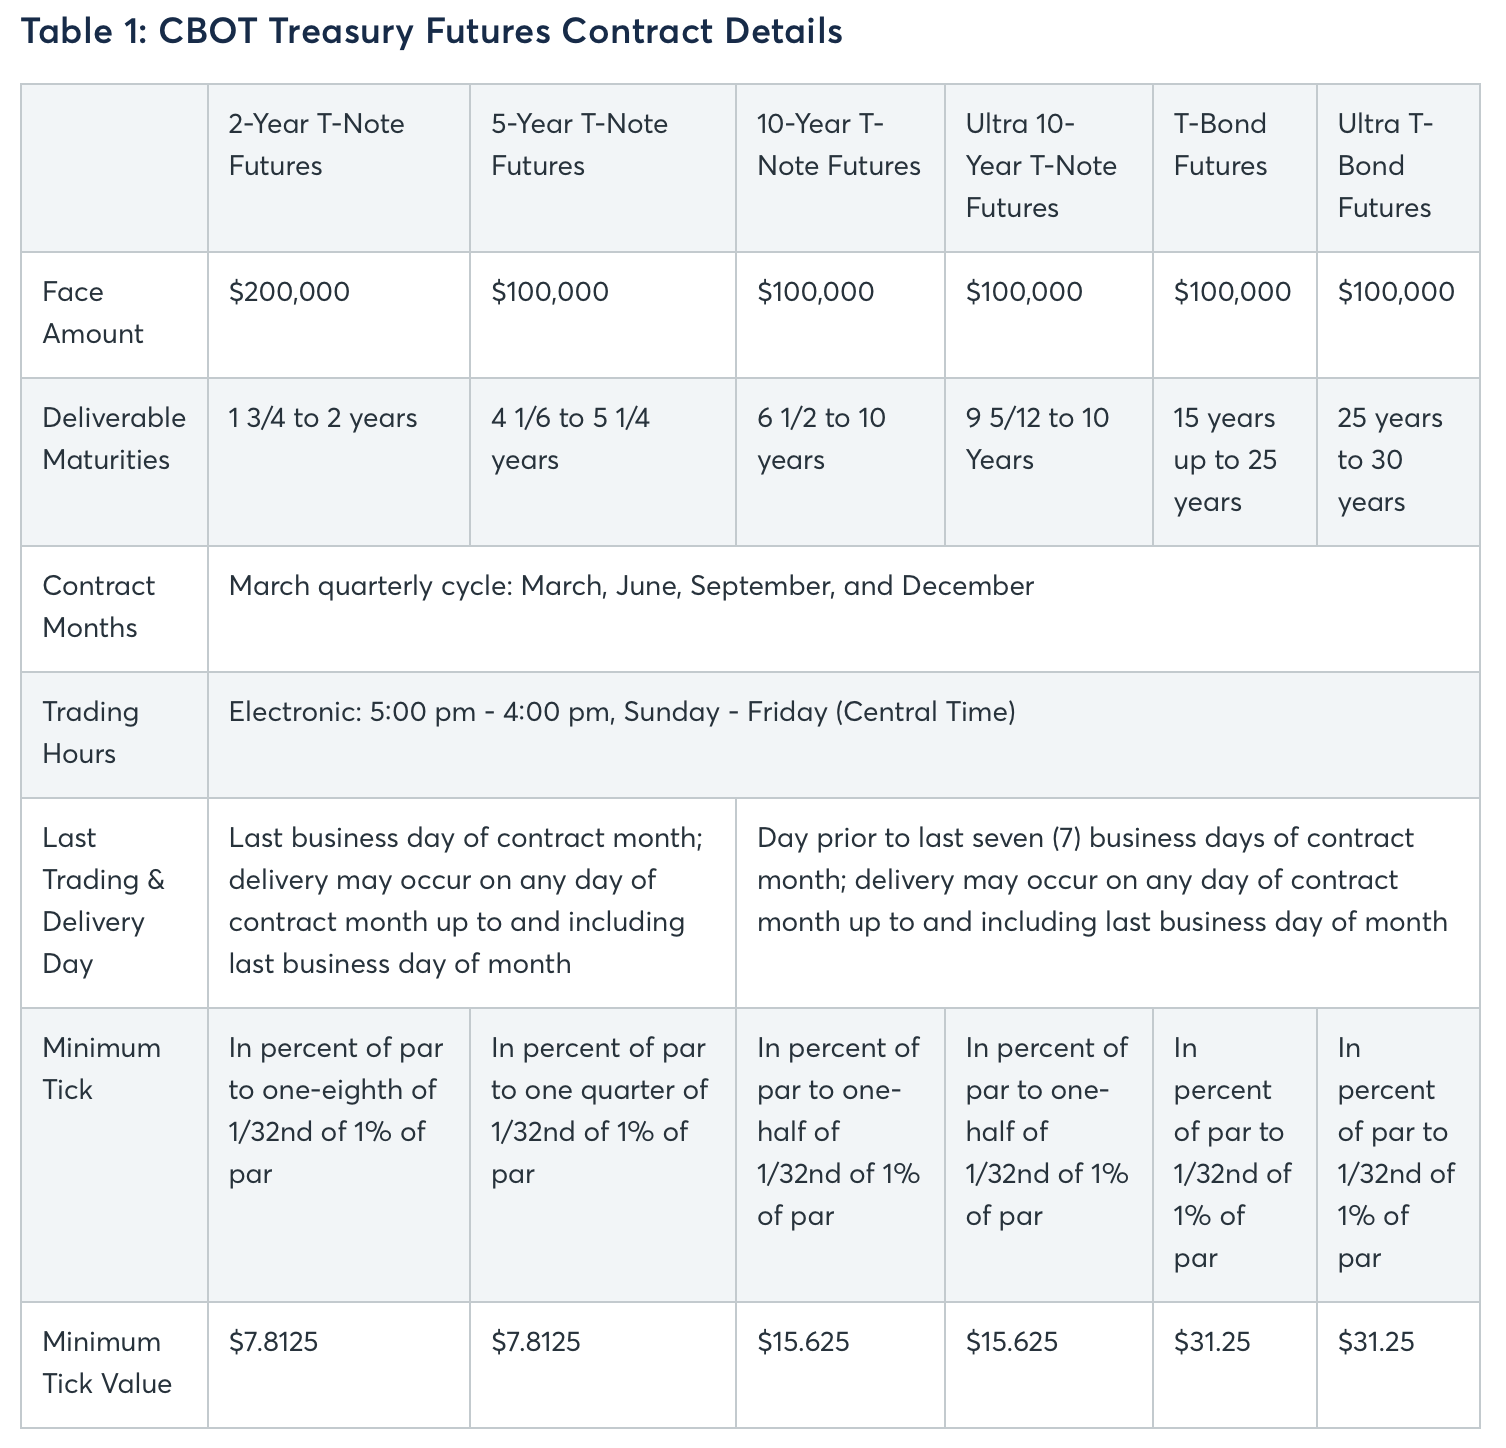 Table 1: CBOT Treasury Futures Contract Details
2-Year T-Note
Futures
5-Year T-Note
Futures
10-Year T-
Note Futures
Ultra 10-
Year T-Note
Futures
T-Bond
Futures
Ultra T-
Bond
Futures
Face
Amount
$200,000
$100,000
$100,000
$100,000
$100,000
$100,000
Deliverable
Maturities
1 3/4 to 2 years
4 1/6 to 5 1/4
years
6 1/2 to 10
years
9 5/12 to 10
Years
15 years
up to 25
years
25 years
to 30
years
Contract
Months
March quarterly cycle: March, June, September, and December
Trading
Hours
Electronic: 5:00 pm - 4:00 pm, Sunday - Friday (Central Time)
Last
Trading &
Delivery
Day
Last business day of contract month;
delivery may occur on any day of
contract month up to and including
last business day of month
Day prior to last seven (7) business days of contract
month; delivery may occur on any day of contract
month up to and including last business day of month
Minimum
Tick
In percent of par
to one-eighth of
1/32nd of 1% of
par
In percent of par
to one quarter of
1/32nd of 1% of
par
In percent of
par to one-
half of
1/32nd of 1%
of par
In percent of
par to one-
half of
1/32nd of 1%
of par
In
percent
of par to
1/32nd of
1% of
par
In
percent
of par to
1/32nd of
1% of
par
Minimum
Tick Value
$7.8125
$7.8125
$15.625
$15.625
$31.25
$31.25